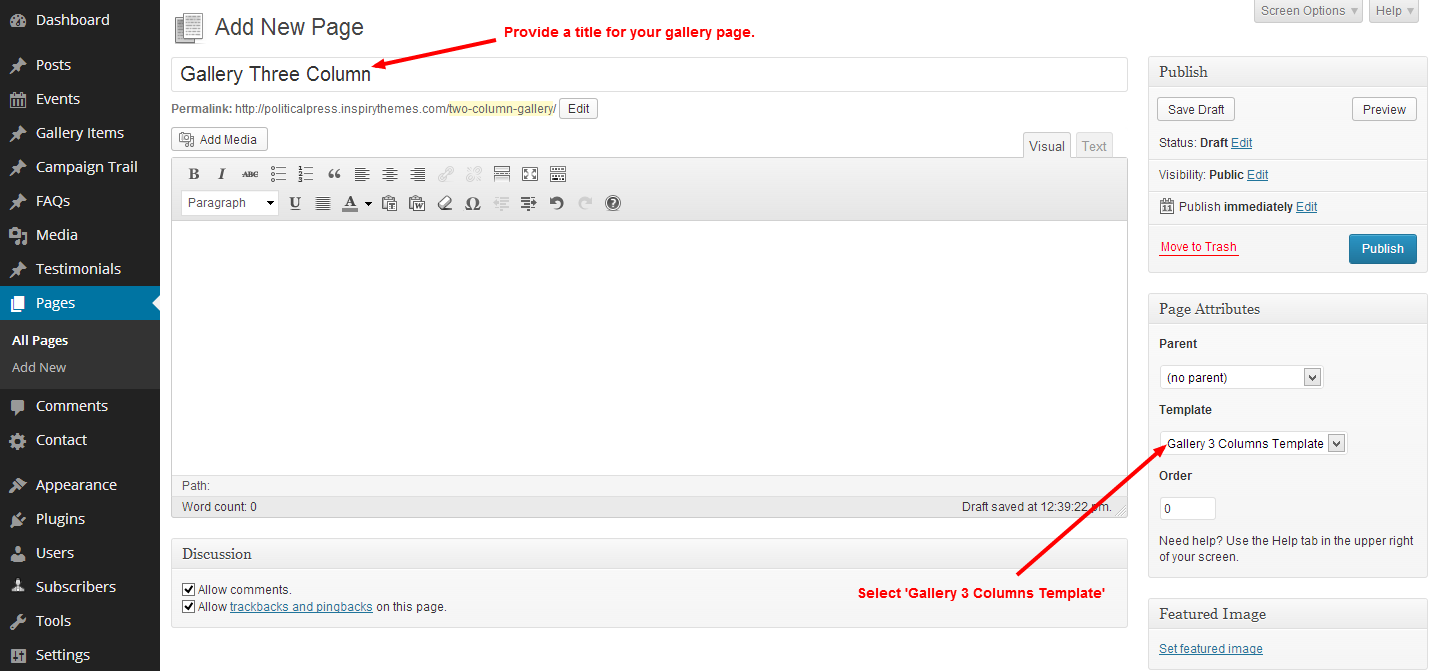 Dashboard
Posts
Events
Gallery Items
Campaign Trail
FAQs
Media
Testimonials
Pages
All Pages
Add New
Comments
Contact
Appearance
Plugins
Users
Subscribers
Tools
Settings
Screen Options
Help
Add New Page
Provide a title for your gallery page.
Gallery Three Column
Permalink: http://politicalpress.inspirythemes.com/two-column-gallery/ Edit
Add Media
Visual Text
B I ABC
Paragraph U A
Path:
Word count: 0 Draft saved at 12:39:22 pm.
Discussion
Allow comments.
Allow trackbacks and pingbacks on this page.
Select 'Gallery 3 Columns Template'
Publish
Save Draft Preview
Status: Draft Edit
Visibility: Public Edit
Publish immediately Edit
Move to Trash Publish
Page Attributes
Parent
(no parent)
Template
Gallery 3 Columns Template
Order
0
Need help? Use the Help tab in the upper right
of your screen.
Featured Image
Set featured image